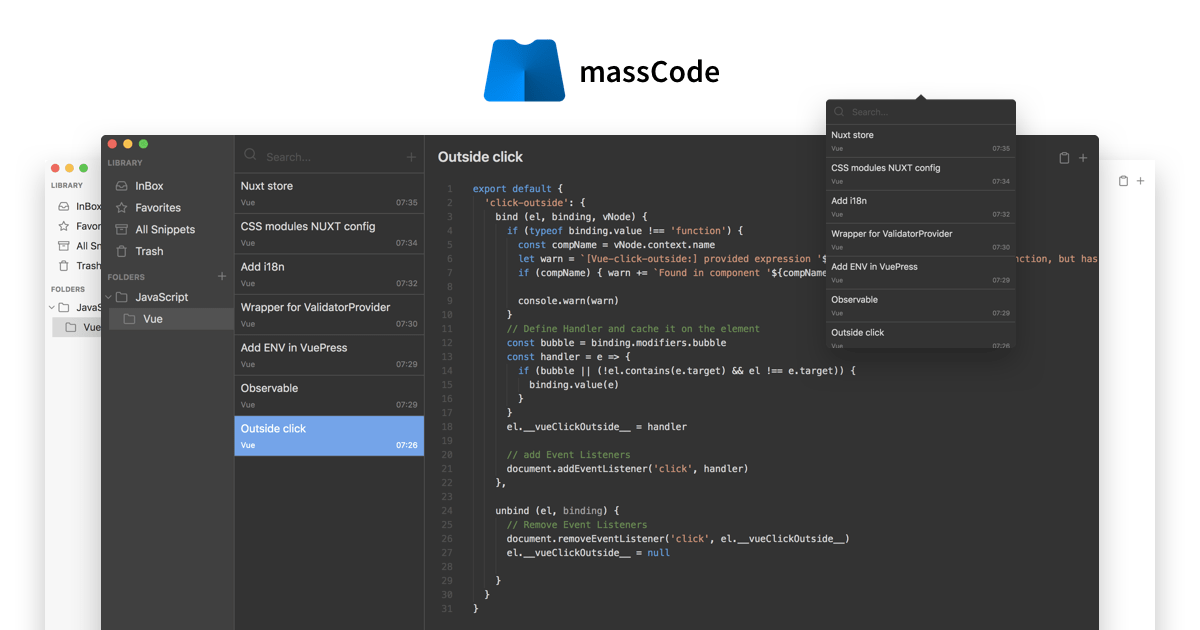 massCode
LIBRARY
InBox
Favor
All Sn
Trash
FOLDERS
JavaS
Vue
LIBRARY
InBox
Favorites
All Snippets
Trash
FOLDERS
JavaScript
Vue
Search...
Nuxt store
Vue 07:35
CSS modules NUXT config
Vue 07:34
Add i18n
Vue 07:32
Wrapper for ValidatorProvider
Vue 07:30
Add ENV in VuePress
Vue 07:29
Observable
Vue 07:29
Outside click
Vue 07:26
Outside click
1 export default {
2 'click-outside': {
3 bind (el, binding, vNode) {
4 if (typeof binding.value !== 'function') {
5 const compName = vNode.context.name
6 let warn = `[Vue-click-outside:] provided expression '$ nction, but has
7 if (compName) { warn += `Found in component '${compName
8
9 console.warn(warn)
10 }
11 // Define Handler and cache it on the element
12 const bubble = binding.modifiers.bubble
13 const handler = e => {
14 if (bubble || (!el.contains(e.target) && el !== e.target)) {
15 binding.value(e)
16 }
17 }
18 el.__vueClickOutside__ = handler
19
20 // add Event Listeners
21 document.addEventListener('click', handler)
22 },
23
24 unbind (el, binding) {
25 // Remove Event Listeners
26 document.removeEventListener('click', el.__vueClickOutside__)
27 el.__vueClickOutside__ = null
28
29 }
30 }
31 }
Search...
Nuxt store
Vue 07:35
CSS modules NUXT config
Vue 07:34
Add i18n
Vue 07:32
Wrapper for ValidatorProvider
Vue 07:30
Add ENV in VuePress
Vue 07:29
Observable
Vue 07:29
Outside click
Vue 07:26